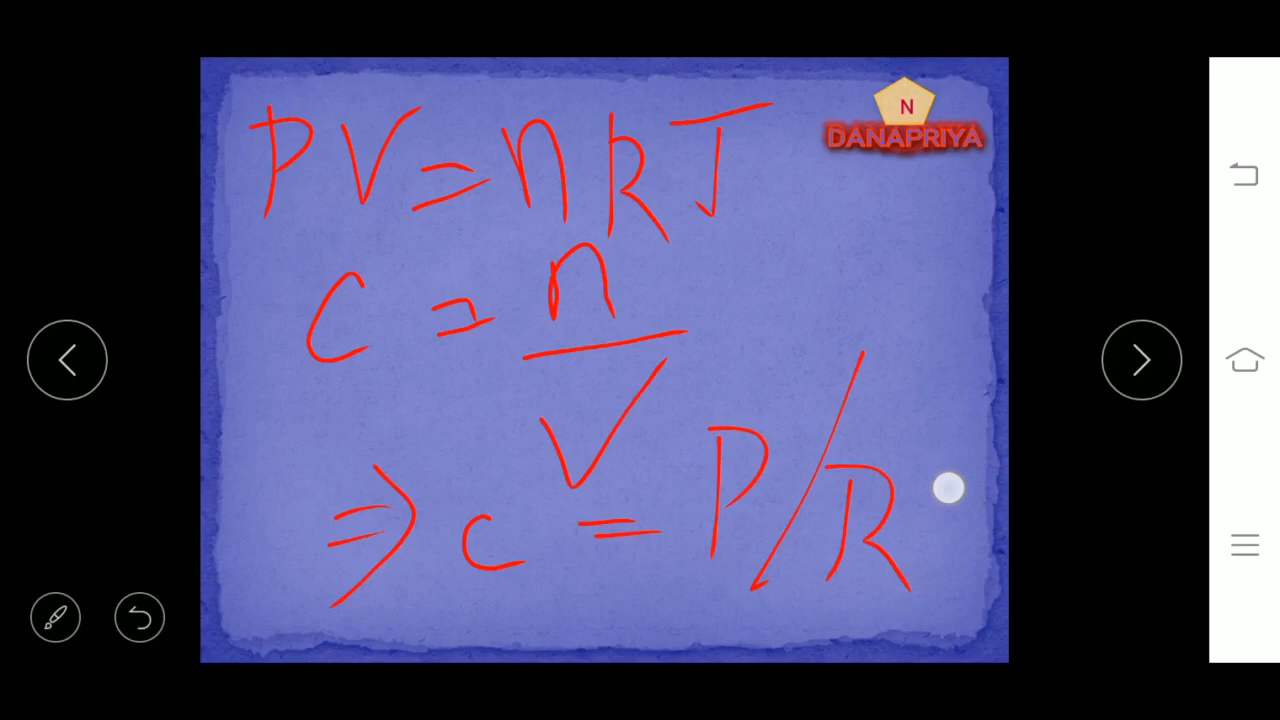 PV = nRT
N
DANAPRIYA
C = n
V
⇒ C = P/R